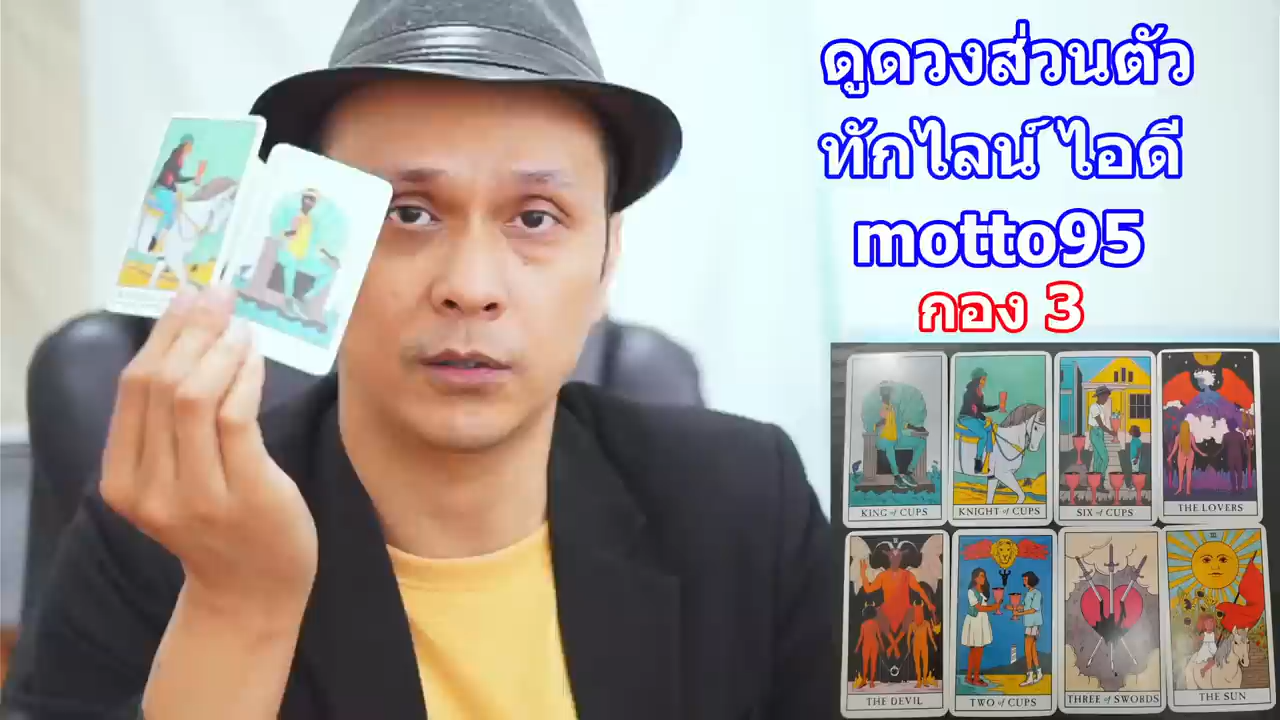 ดูดวงส่วนตัว
ทักไลน์ ไอดี
motto95
กอง 3
KING of CUPS
KNIGHT of CUPS
SIX of CUPS
THE LOVERS
THE DEVIL
TWO of CUPS
THREE of SWORDS
THE SUN